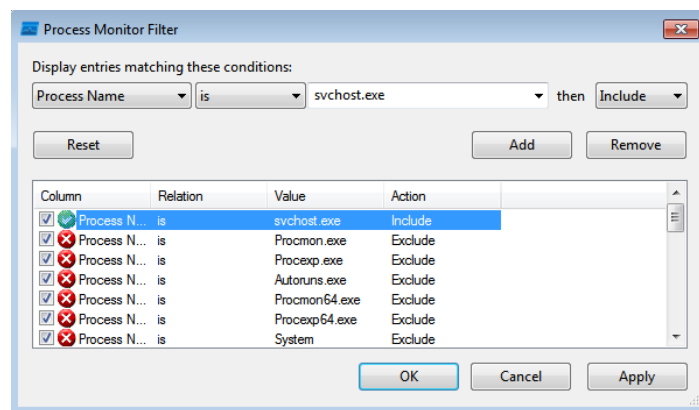 Process Monitor Filter
Display entries matching these conditions:
Process Name is svchost.exe then Include
Reset Add Remove
Column Relation Value Action
Process N... is svchost.exe Include
Process N... is Procmon.exe Exclude
Process N... is Procexp.exe Exclude
Process N... is Autoruns.exe Exclude
Process N... is Procmon64.exe Exclude
Process N... is Procexp64.exe Exclude
Process N... is System Exclude
OK Cancel Apply